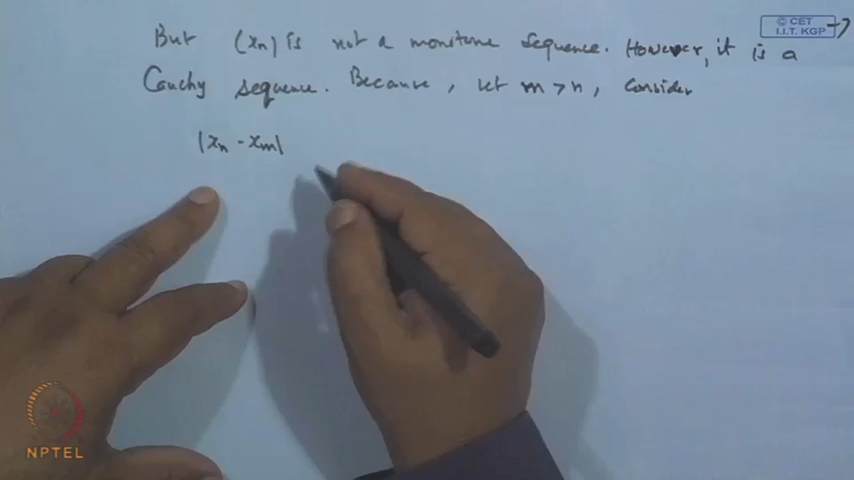 © CET
I.I.T. KGP
But (xn) is not a monotone sequence. However, it is a
Cauchy sequence. Because, let m > n, consider
|xn - xm|
NPTEL